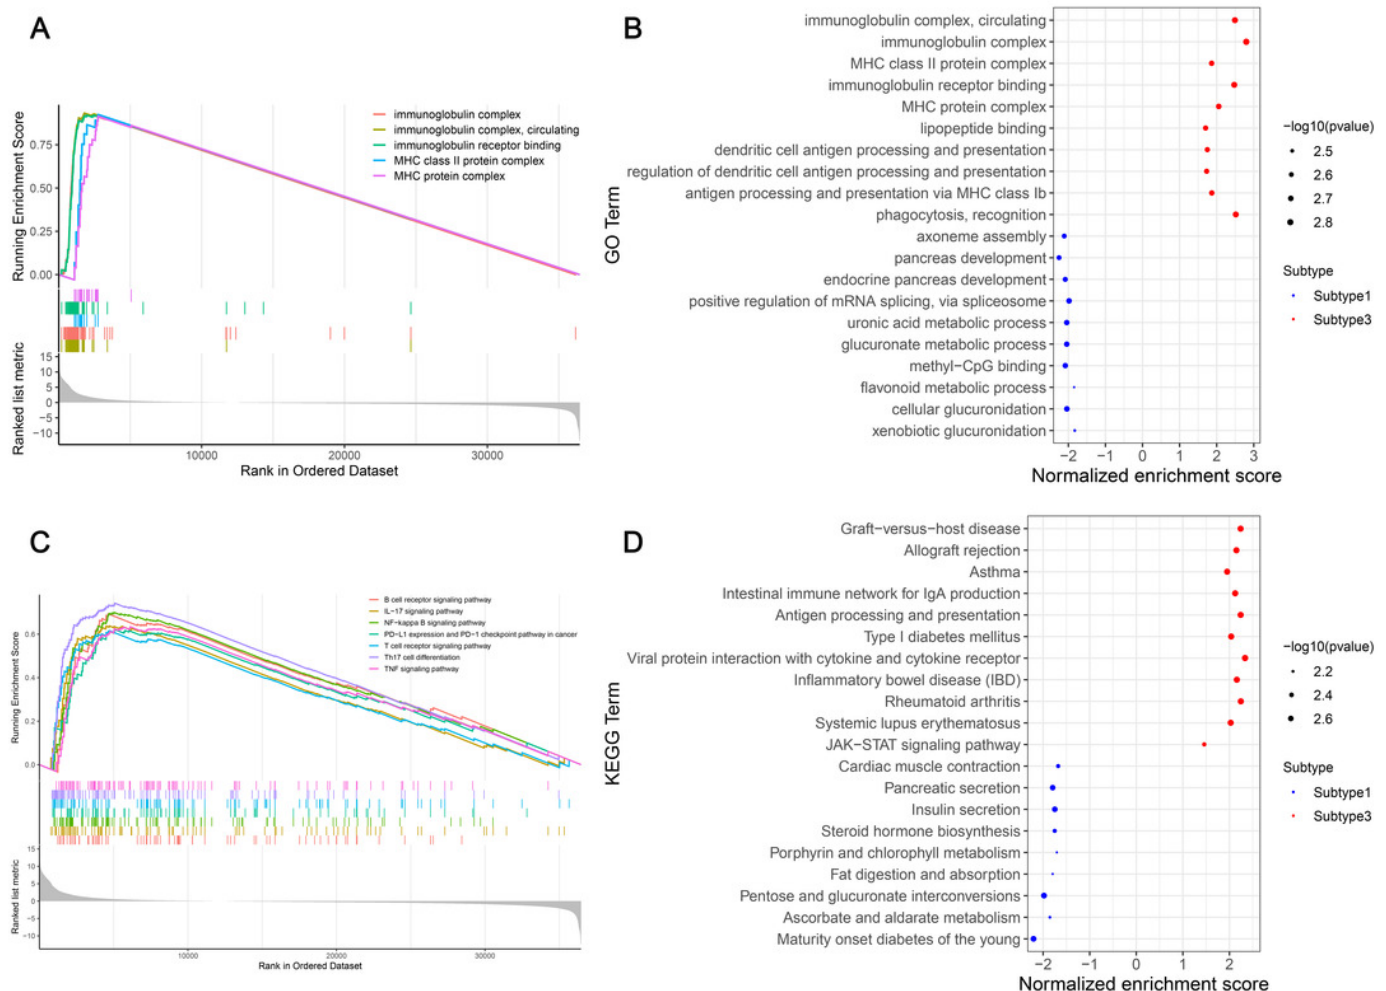 A
immunoglobulin complex
immunoglobulin complex, circulating
immunoglobulin receptor binding
MHC class II protein complex
MHC protein complex
Running Enrichment Score
0.75
0.50
0.25
0.00
Ranked list metric
15
10
5
0
−5
−10
10000
20000
30000
Rank in Ordered Dataset
B
GO Term
immunoglobulin complex, circulating
immunoglobulin complex
MHC class II protein complex
immunoglobulin receptor binding
MHC protein complex
lipopeptide binding
dendritic cell antigen processing and presentation
regulation of dendritic cell antigen processing and presentation
antigen processing and presentation via MHC class Ib
phagocytosis, recognition
axoneme assembly
pancreas development
endocrine pancreas development
positive regulation of mRNA splicing, via spliceosome
uronic acid metabolic process
glucuronate metabolic process
methyl−CpG binding
flavonoid metabolic process
cellular glucuronidation
xenobiotic glucuronidation
−2 −1 0 1 2 3
Normalized enrichment score
−log10(pvalue)
2.5
2.6
2.7
2.8
Subtype
Subtype1
Subtype3
C
B cell receptor signaling pathway
IL−17 signaling pathway
NF−kappa B signaling pathway
PD−L1 expression and PD−1 checkpoint pathway in cancer
T cell receptor signaling pathway
Th17 cell differentiation
TNF signaling pathway
Running Enrichment Score
0.6
0.4
0.2
0.0
Ranked list metric
15
10
5
0
−5
−10
10000
20000
30000
Rank in Ordered Dataset
D
KEGG Term
Graft−versus−host disease
Allograft rejection
Asthma
Intestinal immune network for IgA production
Antigen processing and presentation
Type I diabetes mellitus
Viral protein interaction with cytokine and cytokine receptor
Inflammatory bowel disease (IBD)
Rheumatoid arthritis
Systemic lupus erythematosus
JAK−STAT signaling pathway
Cardiac muscle contraction
Pancreatic secretion
Insulin secretion
Steroid hormone biosynthesis
Porphyrin and chlorophyll metabolism
Fat digestion and absorption
Pentose and glucuronate interconversions
Ascorbate and aldarate metabolism
Maturity onset diabetes of the young
−2 −1 0 1 2
Normalized enrichment score
−log10(pvalue)
2.2
2.4
2.6
Subtype
Subtype1
Subtype3